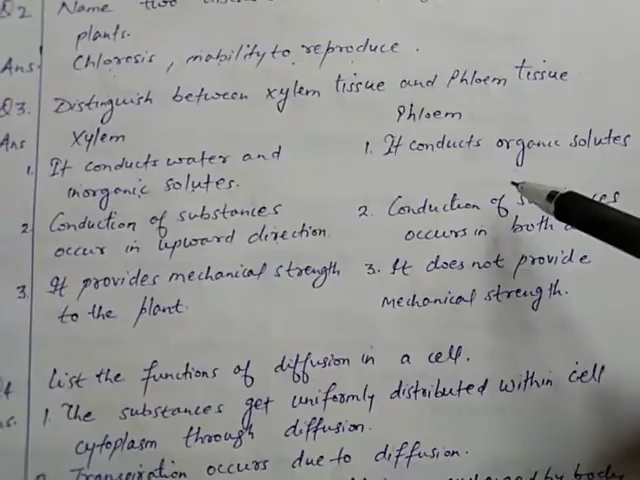 Q2 Name two
plants.
Ans. Chlorosis, inability to reproduce.
Q3. Distinguish between xylem tissue and Phloem tissue
Ans Xylem Phloem
1. It conducts water and 1. It conducts organic solutes
inorganic solutes.
2. Conduction of substances 2. Conduction of
occur in upward direction. occurs in both
3. It provides mechanical strength 3. It does not provide
to the plant. Mechanical strength.
List the functions of diffusion in a cell.
1. The substances get uniformly distributed within cell
cytoplasm through diffusion.
Transpiration occurs due to diffusion.
by body